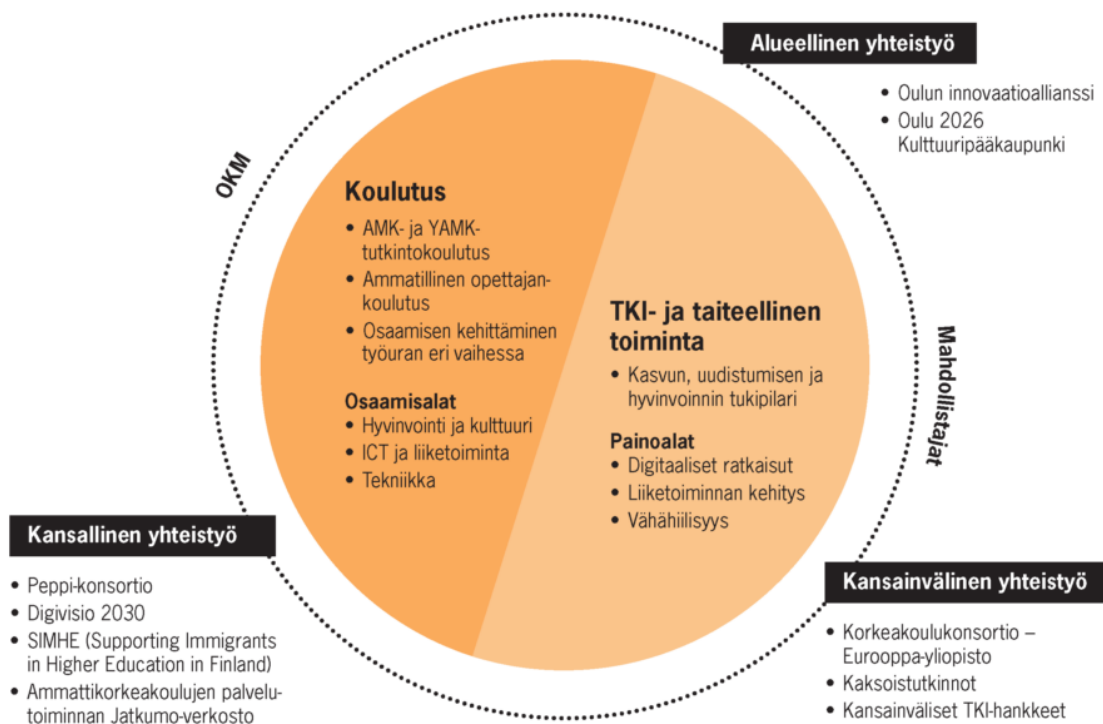 Alueellinen yhteistyö
• Oulun innovaatioallianssi
• Oulu 2026
Kulttuuripääkaupunki
OKM
Koulutus
• AMK- ja YAMK-
tutkintokoulutus
• Ammatillinen opettajan-
koulutus
• Osaamisen kehittäminen
työuran eri vaihessa
Osaamisalat
• Hyvinvointi ja kulttuuri
• ICT ja liiketoiminta
• Tekniikka
TKI- ja taiteellinen
toiminta
• Kasvun, uudistumisen ja
hyvinvoinnin tukipilari
Painoalat
• Digitaaliset ratkaisut
• Liiketoiminnan kehitys
• Vähähiilisyys
Mahdollistajat
Kansallinen yhteistyö
• Peppi-konsortio
• Digivisio 2030
• SIMHE (Supporting Immigrants
in Higher Education in Finland)
• Ammattikorkeakoulujen palvelu-
toiminnan Jatkumo-verkosto
Kansainvälinen yhteistyö
• Korkeakoulukonsortio –
Eurooppa-yliopisto
• Kaksoistutkinnot
• Kansainväliset TKI-hankkeet